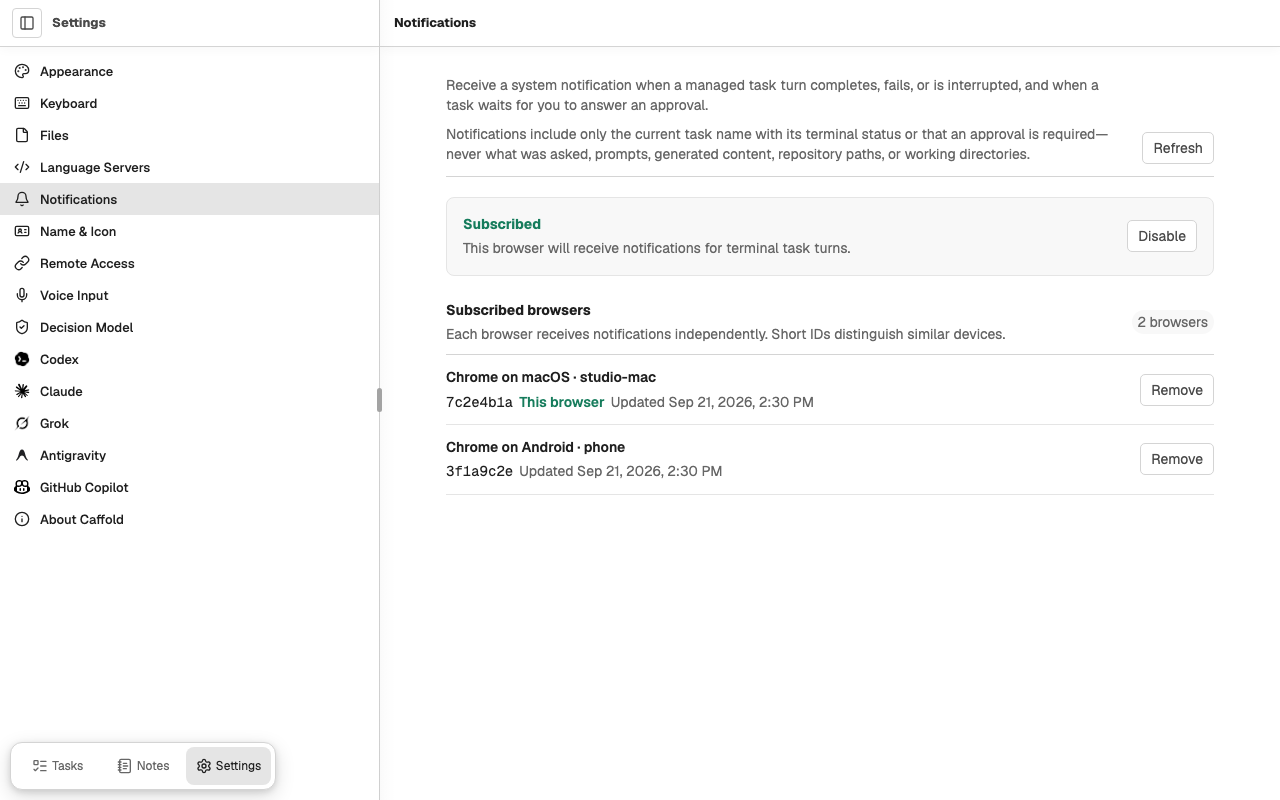 Settings
Notifications
Appearance
Keyboard
Files
Language Servers
Notifications
Name & Icon
Remote Access
Voice Input
Decision Model
Codex
Claude
Grok
Antigravity
GitHub Copilot
About Caffold
Tasks
Notes
Settings
Receive a system notification when a managed task turn completes, fails, or is interrupted, and when a
task waits for you to answer an approval.
Notifications include only the current task name with its terminal status or that an approval is required—
never what was asked, prompts, generated content, repository paths, or working directories.
Refresh
Subscribed
This browser will receive notifications for terminal task turns.
Disable
Subscribed browsers
Each browser receives notifications independently. Short IDs distinguish similar devices.
2 browsers
Chrome on macOS · studio-mac
7c2e4b1a This browser Updated Sep 21, 2026, 2:30 PM
Remove
Chrome on Android · phone
3f1a9c2e Updated Sep 21, 2026, 2:30 PM
Remove